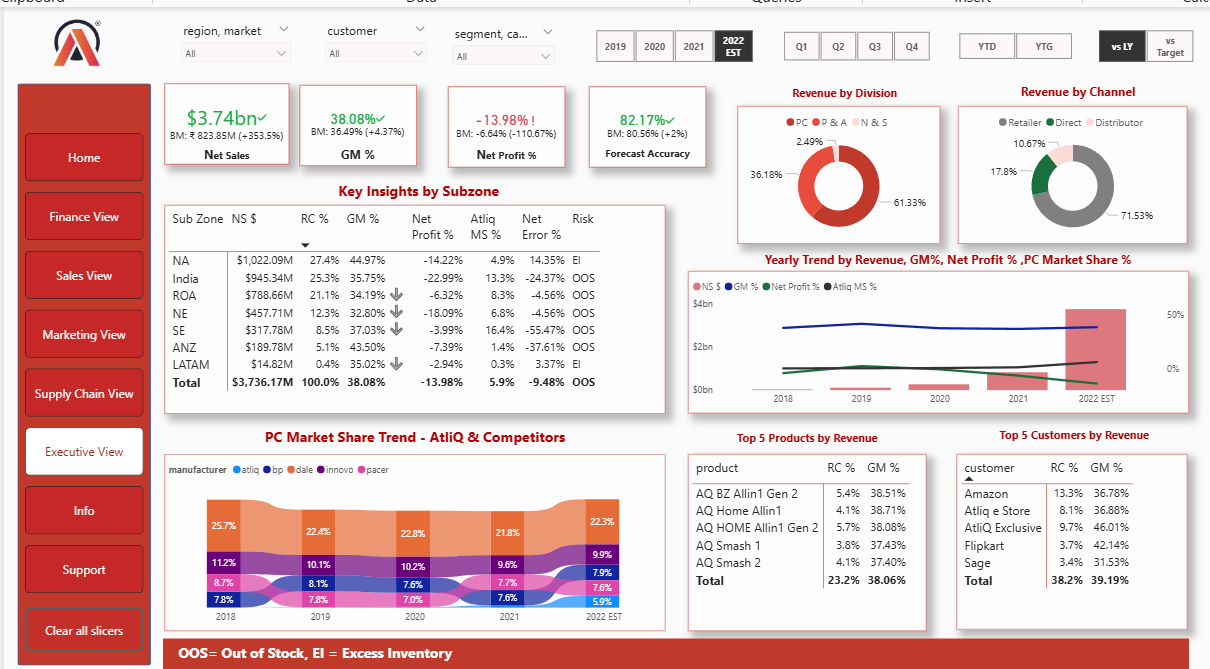 Clipboard Data Queries Insert
®
region, market customer segment, ca...
All All All
2019 2020 2021 2022 EST
Q1 Q2 Q3 Q4
YTD YTG
vs LY vs Target
Home
Finance View
Sales View
Marketing View
Supply Chain View
Executive View
Info
Support
Clear all slicers
$3.74bn✓
BM: ₹ 823.85M (+353.5%)
Net Sales
38.08%✓
BM: 36.49% (+4.37%)
GM %
-13.98% !
BM: -6.64% (-110.67%)
Net Profit %
82.17%✓
BM: 80.56% (+2%)
Forecast Accuracy
Revenue by Division
PC P & A N & S
2.49%
36.18%
61.33%
Revenue by Channel
Retailer Direct Distributor
10.67%
17.8%
71.53%
Key Insights by Subzone
Sub Zone NS $ RC % GM % Net Profit % Atliq MS % Net Error % Risk
NA $1,022.09M 27.4% 44.97% -14.22% 4.9% 14.35% EI
India $945.34M 25.3% 35.75% -22.99% 13.3% -24.37% OOS
ROA $788.66M 21.1% 34.19% -6.32% 8.3% -4.56% OOS
NE $457.71M 12.3% 32.80% -18.09% 6.8% -4.56% OOS
SE $317.78M 8.5% 37.03% -3.99% 16.4% -55.47% OOS
ANZ $189.78M 5.1% 43.50% -7.39% 1.4% -37.61% OOS
LATAM $14.82M 0.4% 35.02% -2.94% 0.3% 3.37% EI
Total $3,736.17M 100.0% 38.08% -13.98% 5.9% -9.48% OOS
Yearly Trend by Revenue, GM%, Net Profit % ,PC Market Share %
NS $ GM % Net Profit % Atliq MS %
$4bn
$2bn
$0bn
50%
0%
2018 2019 2020 2021 2022 EST
PC Market Share Trend - AtliQ & Competitors
manufacturer atliq bp dale innovo pacer
25.7% 22.4% 22.8% 21.8% 22.3%
11.2% 10.1% 10.2% 9.6% 9.9%
8.7% 8.1% 7.6% 7.7% 7.9%
7.8% 7.8% 7.0% 7.6% 7.6%
5.9%
2018 2019 2020 2021 2022 EST
Top 5 Products by Revenue
product RC % GM %
AQ BZ Allin1 Gen 2 5.4% 38.51%
AQ Home Allin1 4.1% 38.71%
AQ HOME Allin1 Gen 2 5.7% 38.08%
AQ Smash 1 3.8% 37.43%
AQ Smash 2 4.1% 37.40%
Total 23.2% 38.06%
Top 5 Customers by Revenue
customer RC % GM %
Amazon 13.3% 36.78%
Atliq e Store 8.1% 36.88%
AtliQ Exclusive 9.7% 46.01%
Flipkart 3.7% 42.14%
Sage 3.4% 31.53%
Total 38.2% 39.19%
OOS= Out of Stock, EI = Excess Inventory